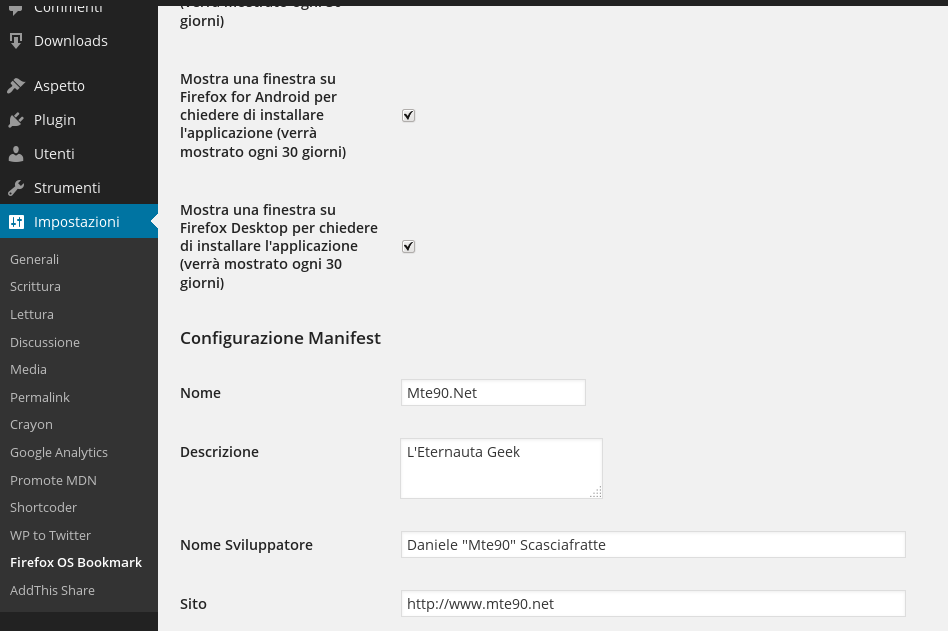 Commenti
Downloads
Aspetto
Plugin
Utenti
Strumenti
Impostazioni
Generali
Scrittura
Lettura
Discussione
Media
Permalink
Crayon
Google Analytics
Promote MDN
Shortcoder
WP to Twitter
Firefox OS Bookmark
AddThis Share
(verrà mostrato ogni 30
giorni)
Mostra una finestra su
Firefox for Android per
chiedere di installare
l'applicazione (verrà
mostrato ogni 30 giorni)
Mostra una finestra su
Firefox Desktop per chiedere
di installare l'applicazione
(verrà mostrato ogni 30
giorni)
Configurazione Manifest
Nome
Mte90.Net
Descrizione
L'Eternauta Geek
Nome Sviluppatore
Daniele "Mte90" Scasciafratte
Sito
http://www.mte90.net